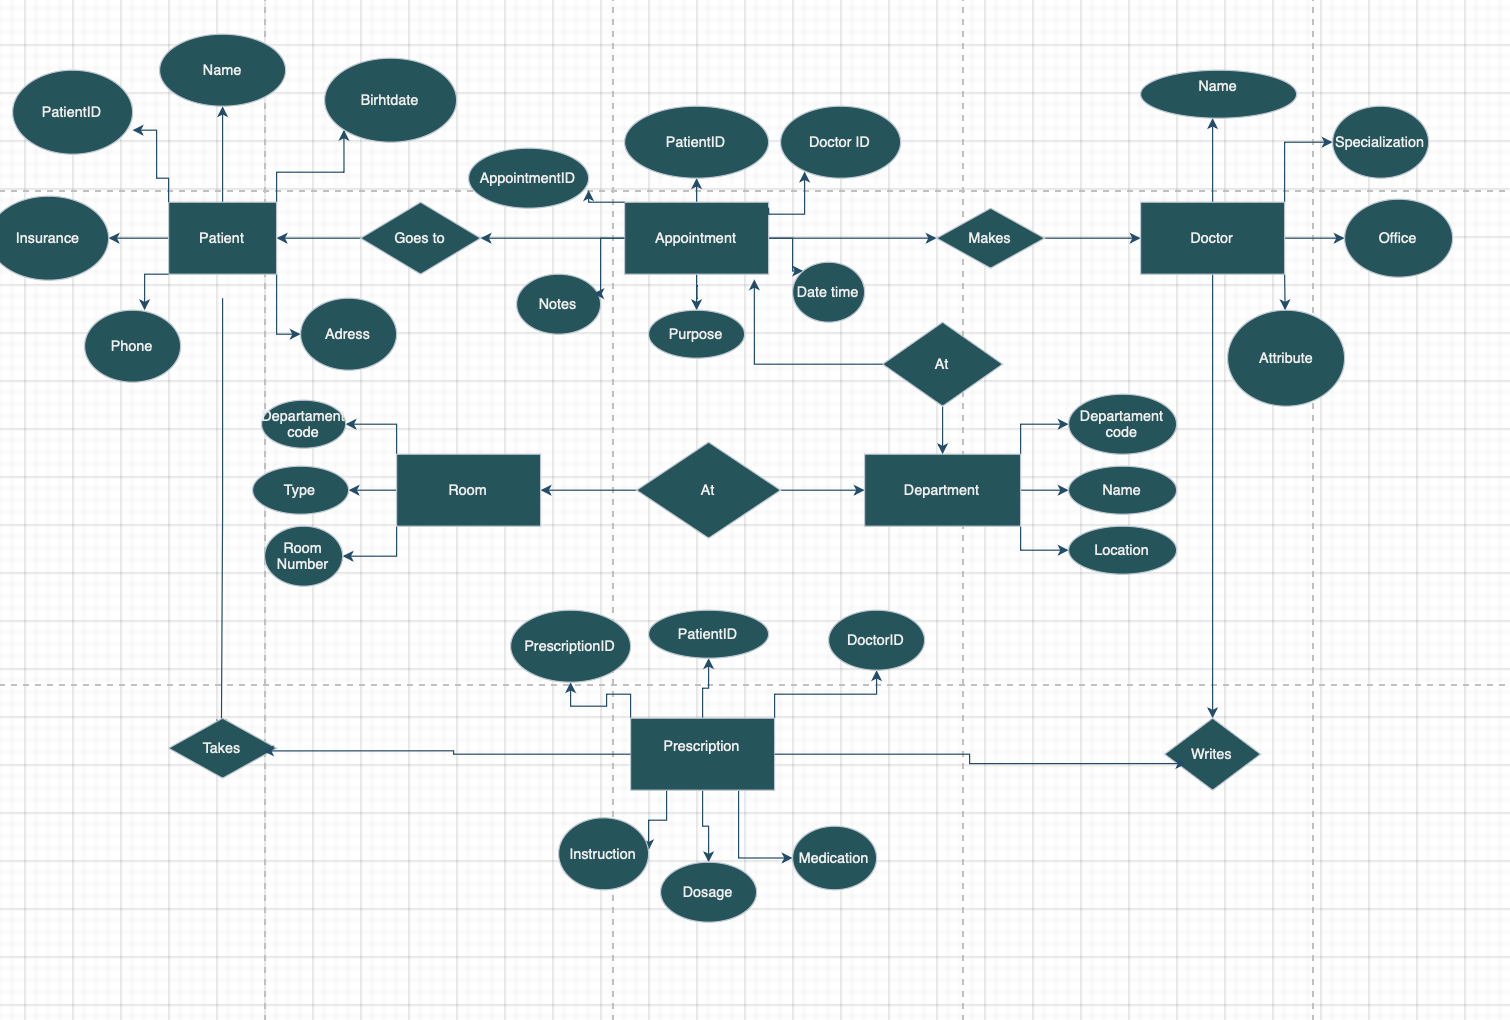 Name
PatientID
Birhtdate
Name
Specialization
PatientID
Doctor ID
AppointmentID
Insurance
Patient
Goes to
Appointment
Makes
Doctor
Office
Notes
Date time
Purpose
Phone
Adress
At
Attribute
Departament
code
Departament
code
Type
Room
At
Department
Name
Room
Number
Location
PrescriptionID
PatientID
DoctorID
Takes
Prescription
Writes
Instruction
Medication
Dosage